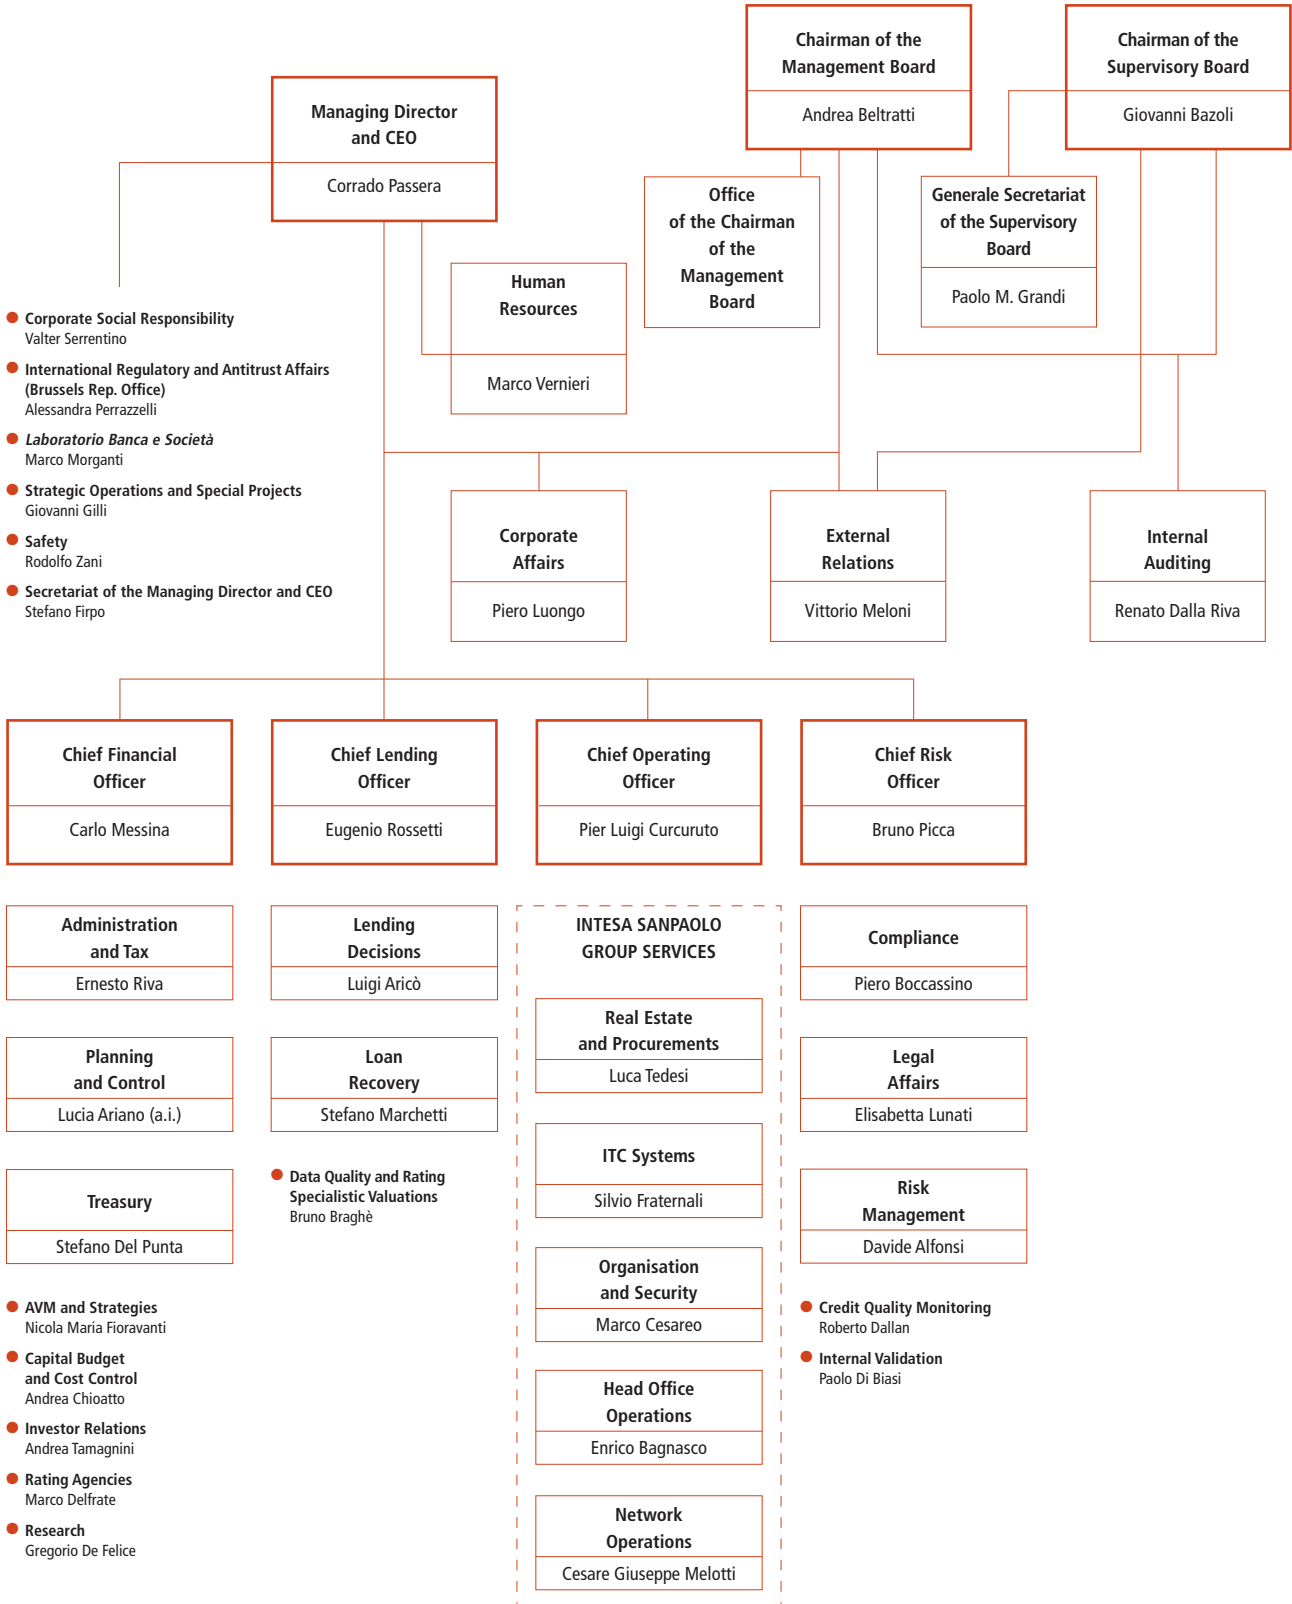 Chairman of the
Management Board
Andrea Beltratti
Chairman of the
Supervisory Board
Giovanni Bazoli
Managing Director
and CEO
Corrado Passera
Office
of the Chairman
of the
Management
Board
Generale Secretariat
of the Supervisory
Board
Paolo M. Grandi
Human
Resources
Marco Vernieri
Corporate Social Responsibility
Valter Serrentino
International Regulatory and Antitrust Affairs
(Brussels Rep. Office)
Alessandra Perrazzelli
Laboratorio Banca e Società
Marco Morganti
Strategic Operations and Special Projects
Giovanni Gilli
Safety
Rodolfo Zani
Secretariat of the Managing Director and CEO
Stefano Firpo
Corporate
Affairs
Piero Luongo
External
Relations
Vittorio Meloni
Internal
Auditing
Renato Dalla Riva
Chief Financial
Officer
Carlo Messina
Chief Lending
Officer
Eugenio Rossetti
Chief Operating
Officer
Pier Luigi Curcuruto
Chief Risk
Officer
Bruno Picca
Administration
and Tax
Ernesto Riva
Planning
and Control
Lucia Ariano (a.i.)
Treasury
Stefano Del Punta
AVM and Strategies
Nicola Maria Fioravanti
Capital Budget
and Cost Control
Andrea Chioatto
Investor Relations
Andrea Tamagnini
Rating Agencies
Marco Delfrate
Research
Gregorio De Felice
Lending
Decisions
Luigi Aricò
Loan
Recovery
Stefano Marchetti
Data Quality and Rating
Specialistic Valuations
Bruno Braghè
INTESA SANPAOLO
GROUP SERVICES
Real Estate
and Procurements
Luca Tedesi
ITC Systems
Silvio Fraternali
Organisation
and Security
Marco Cesareo
Head Office
Operations
Enrico Bagnasco
Network
Operations
Cesare Giuseppe Melotti
Compliance
Piero Boccassino
Legal
Affairs
Elisabetta Lunati
Risk
Management
Davide Alfonsi
Credit Quality Monitoring
Roberto Dallan
Internal Validation
Paolo Di Biasi